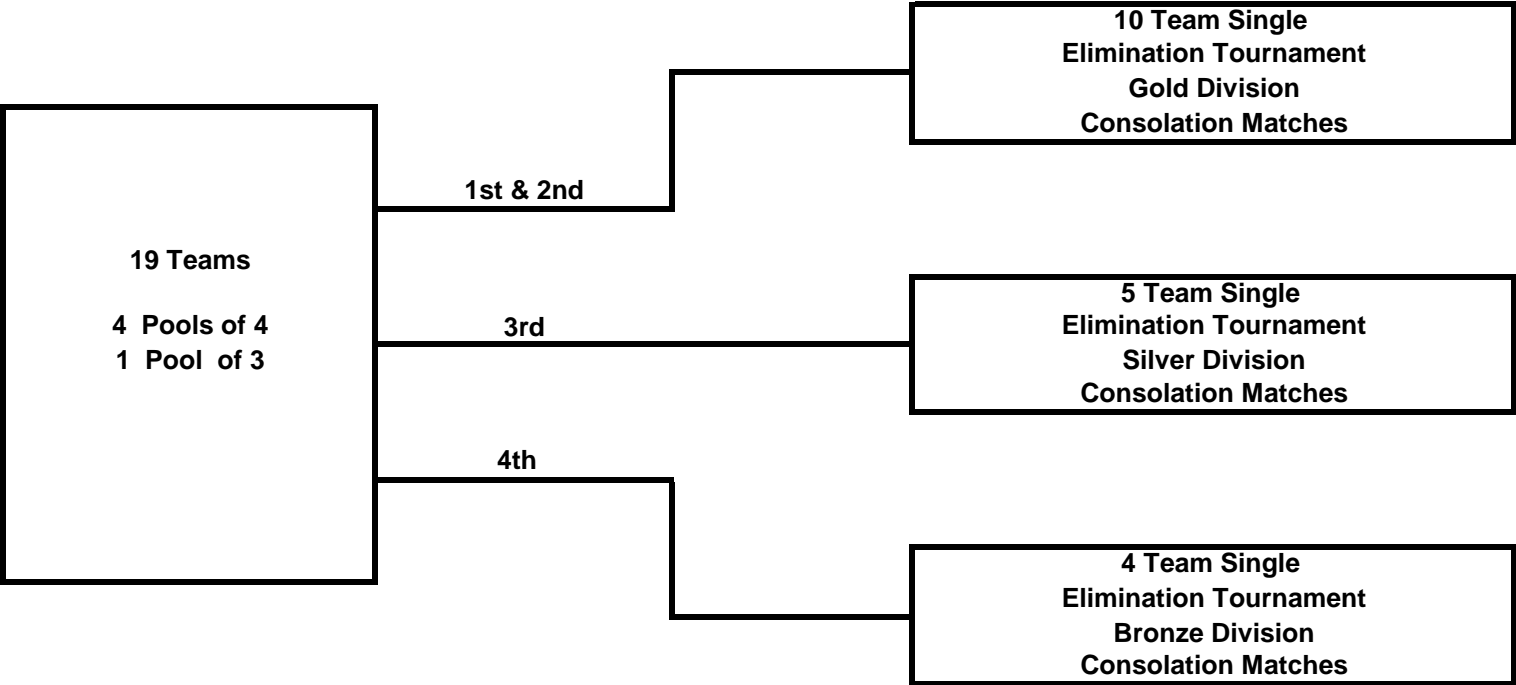 19 Teams
4 Pools of 4
1 Pool of 3
1st & 2nd
10 Team Single
Elimination Tournament
Gold Division
Consolation Matches
3rd
5 Team Single
Elimination Tournament
Silver Division
Consolation Matches
4th
4 Team Single
Elimination Tournament
Bronze Division
Consolation Matches